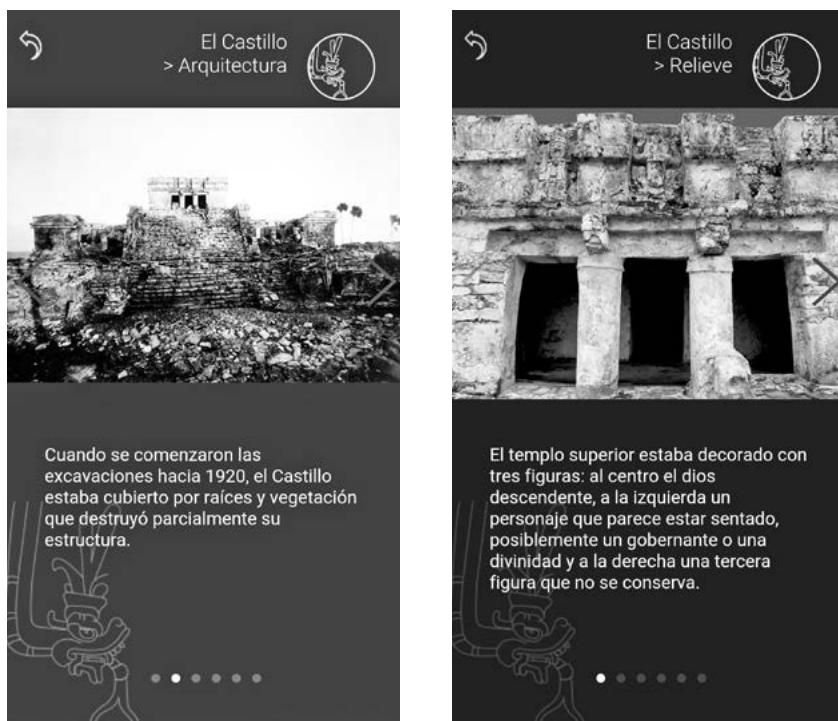 El Castillo
> Arquitectura
Cuando se comenzaron las
excavaciones hacia 1920, el Castillo
estaba cubierto por raíces y vegetación
que destruyó parcialmente su
estructura.
El Castillo
> Relieve
El templo superior estaba decorado con
tres figuras: al centro el dios
descendente, a la izquierda un
personaje que parece estar sentado,
posiblemente un gobernante o una
divinidad y a la derecha una tercera
figura que no se conserva.